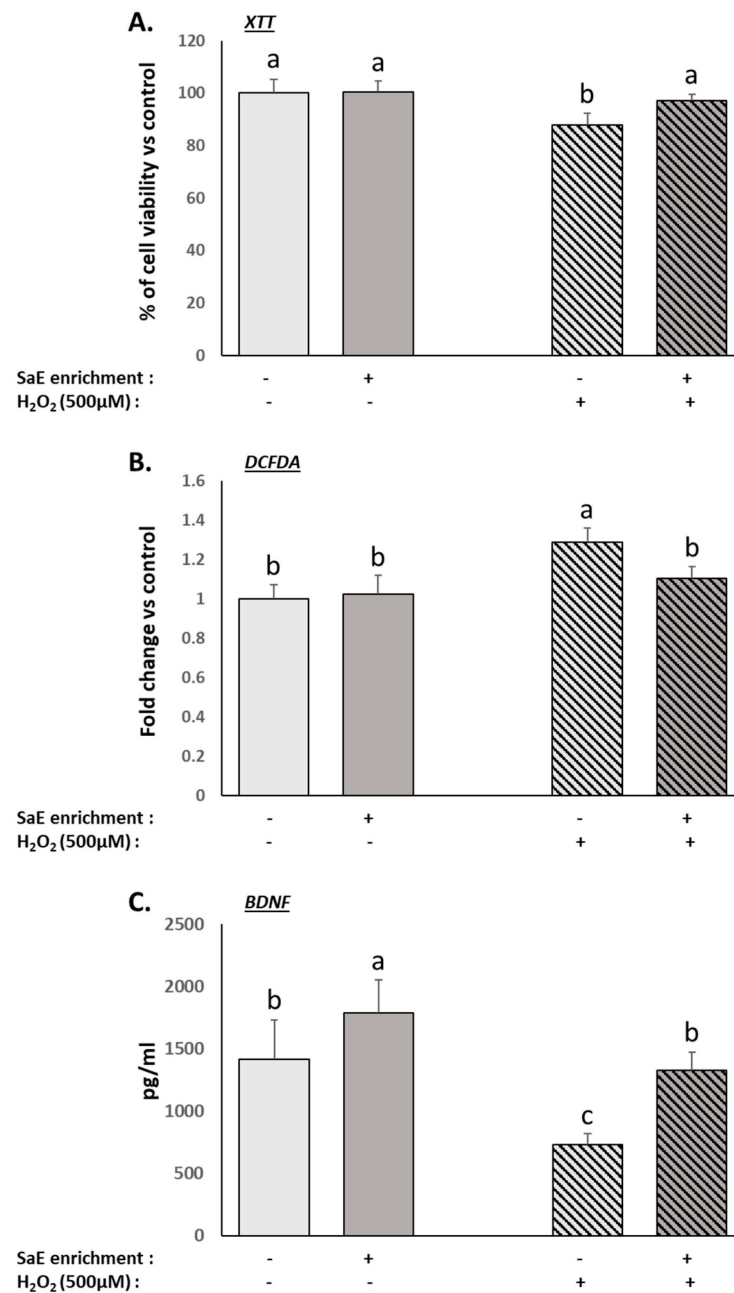 A. XTT
% of cell viability vs control
120
100
80
60
40
20
0
a a b a
SaE enrichment : - + - +
H₂O₂ (500µM) : - - + +
B. DCFDA
Fold change vs control
1.6
1.4
1.2
1
0.8
0.6
0.4
0.2
0
b b a b
SaE enrichment : - + - +
H₂O₂ (500µM) : - - + +
C. BDNF
pg/ml
2500
2000
1500
1000
500
0
b a c b
SaE enrichment : - + - +
H₂O₂ (500µM) : - - + +